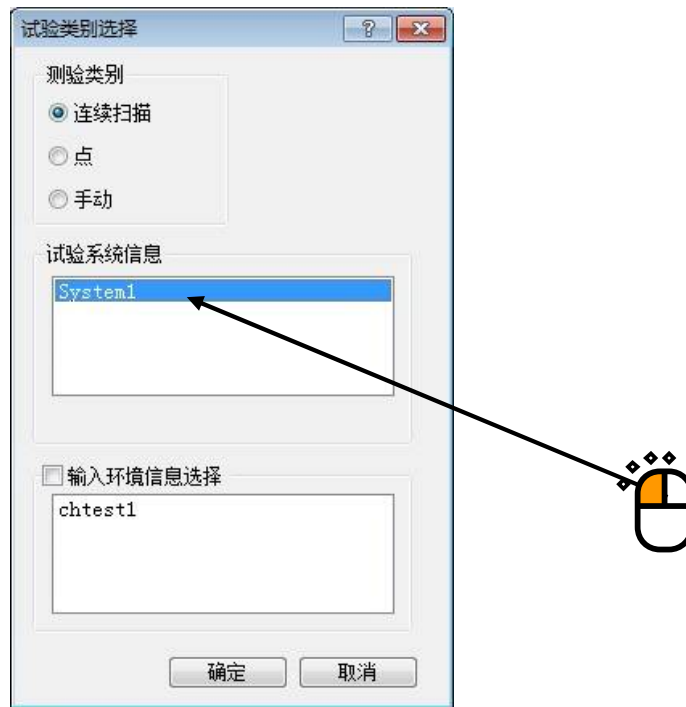 试验类别选择
测验类别
连续扫描
点
手动
试验系统信息
System1
输入环境信息选择
chtest1
确定
取消